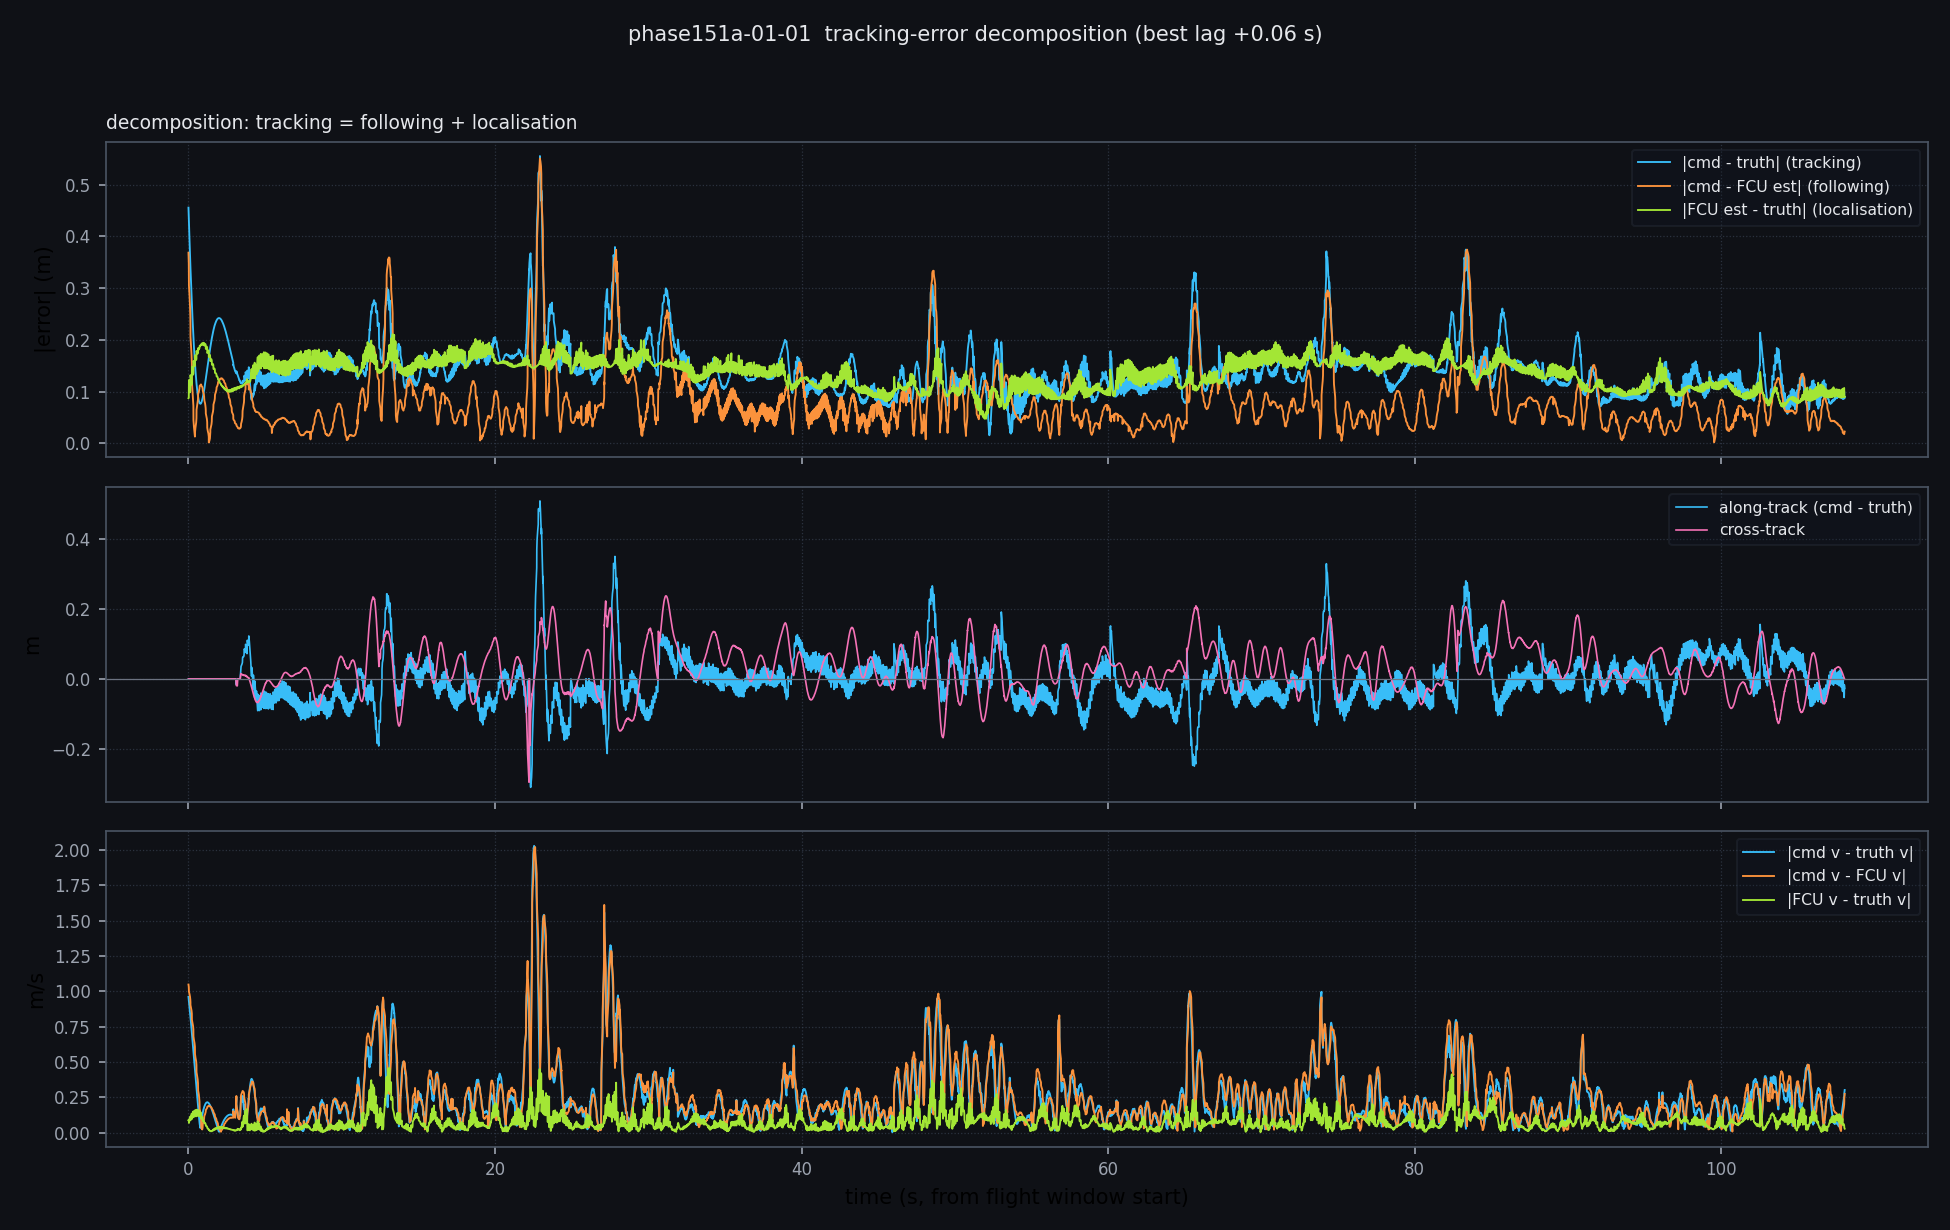 phase151a-01-01  tracking-error decomposition (best lag +0.06 s)
decomposition: tracking = following + localisation
|error| (m)
0.5
0.4
0.3
0.2
0.1
0.0
|cmd - truth| (tracking)
|cmd - FCU est| (following)
|FCU est - truth| (localisation)
m
0.4
0.2
0.0
−0.2
along-track (cmd - truth)
cross-track
m/s
2.00
1.75
1.50
1.25
1.00
0.75
0.50
0.25
0.00
|cmd v - truth v|
|cmd v - FCU v|
|FCU v - truth v|
0 20 40 60 80 100
time (s, from flight window start)